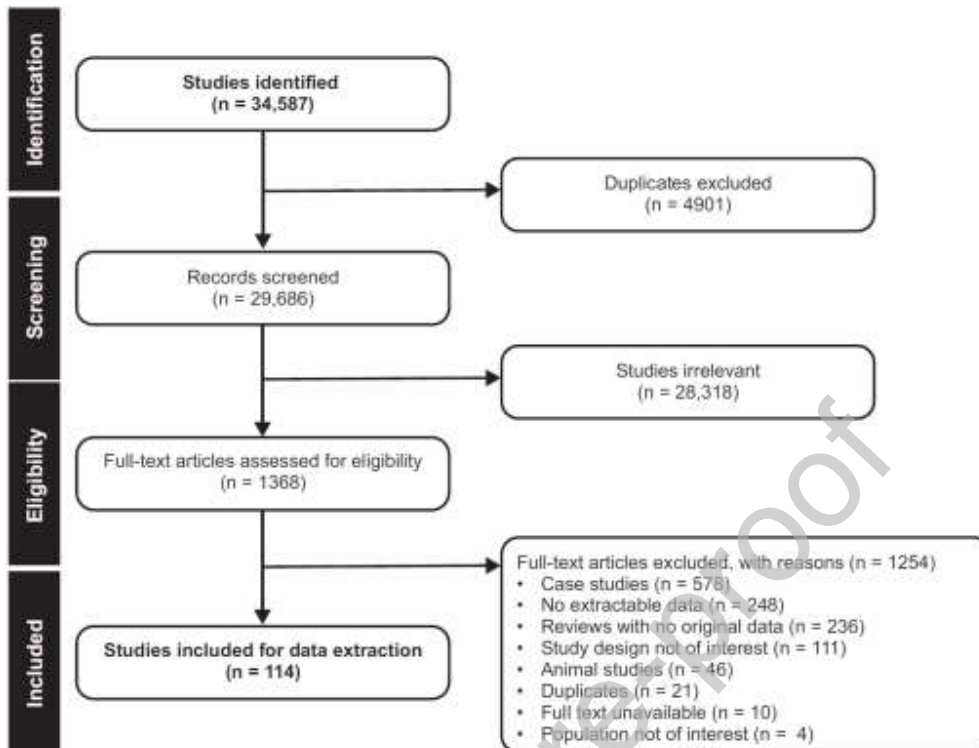 Identification
Studies identified
(n = 34,587)
Duplicates excluded
(n = 4901)
Screening
Records screened
(n = 29,686)
Studies irrelevant
(n = 28,318)
Eligibility
Full-text articles assessed for eligibility
(n = 1368)
Full-text articles excluded, with reasons (n = 1254)
• Case studies (n = 578)
• No extractable data (n = 248)
• Reviews with no original data (n = 236)
• Study design not of interest (n = 111)
• Animal studies (n = 46)
• Duplicates (n = 21)
• Full text unavailable (n = 10)
• Population not of interest (n = 4)
Included
Studies included for data extraction
(n = 114)
re-proof